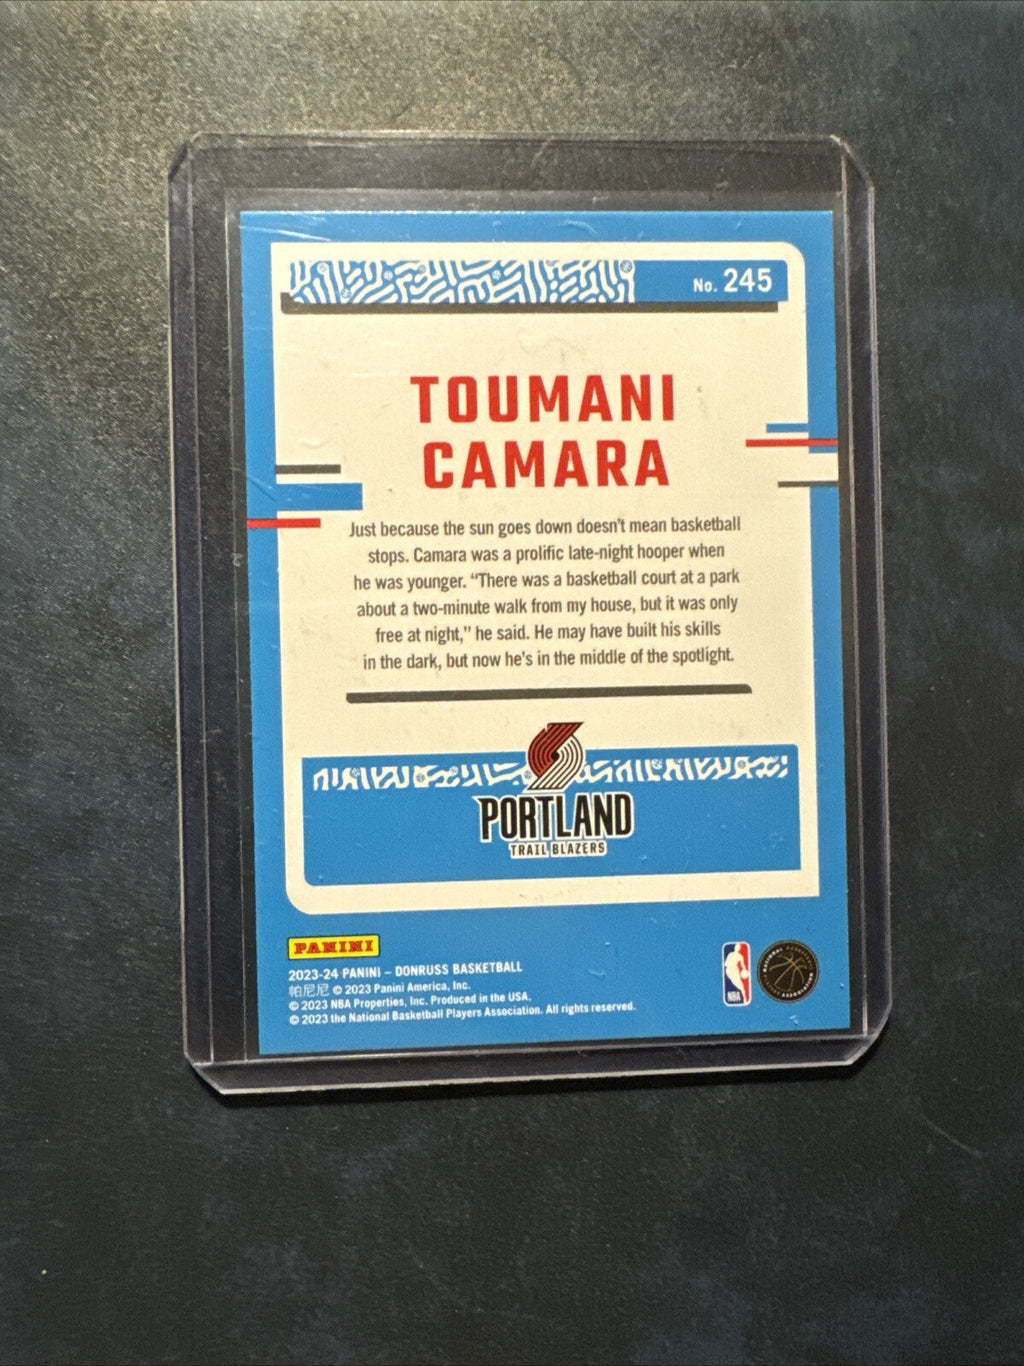 No. 245
TOUMANI
CAMARA
Just because the sun goes down doesn't mean basketball
stops. Camara was a prolific late-night hooper when
he was younger. “There was a basketball court at a park
about a two-minute walk from my house, but it was only
free at night,” he said. He may have built his skills
in the dark, but now he's in the middle of the spotlight.
PORTLAND
TRAIL BLAZERS
PANINI
2023-24 PANINI – DONRUSS BASKETBALL
帕尼尼 © 2023 Panini America, Inc.
© 2023 NBA Properties, Inc. Produced in the USA.
© 2023 the National Basketball Players Association. All rights reserved.
NBA
NATIONAL BASKETBALL PLAYERS ASSOCIATION